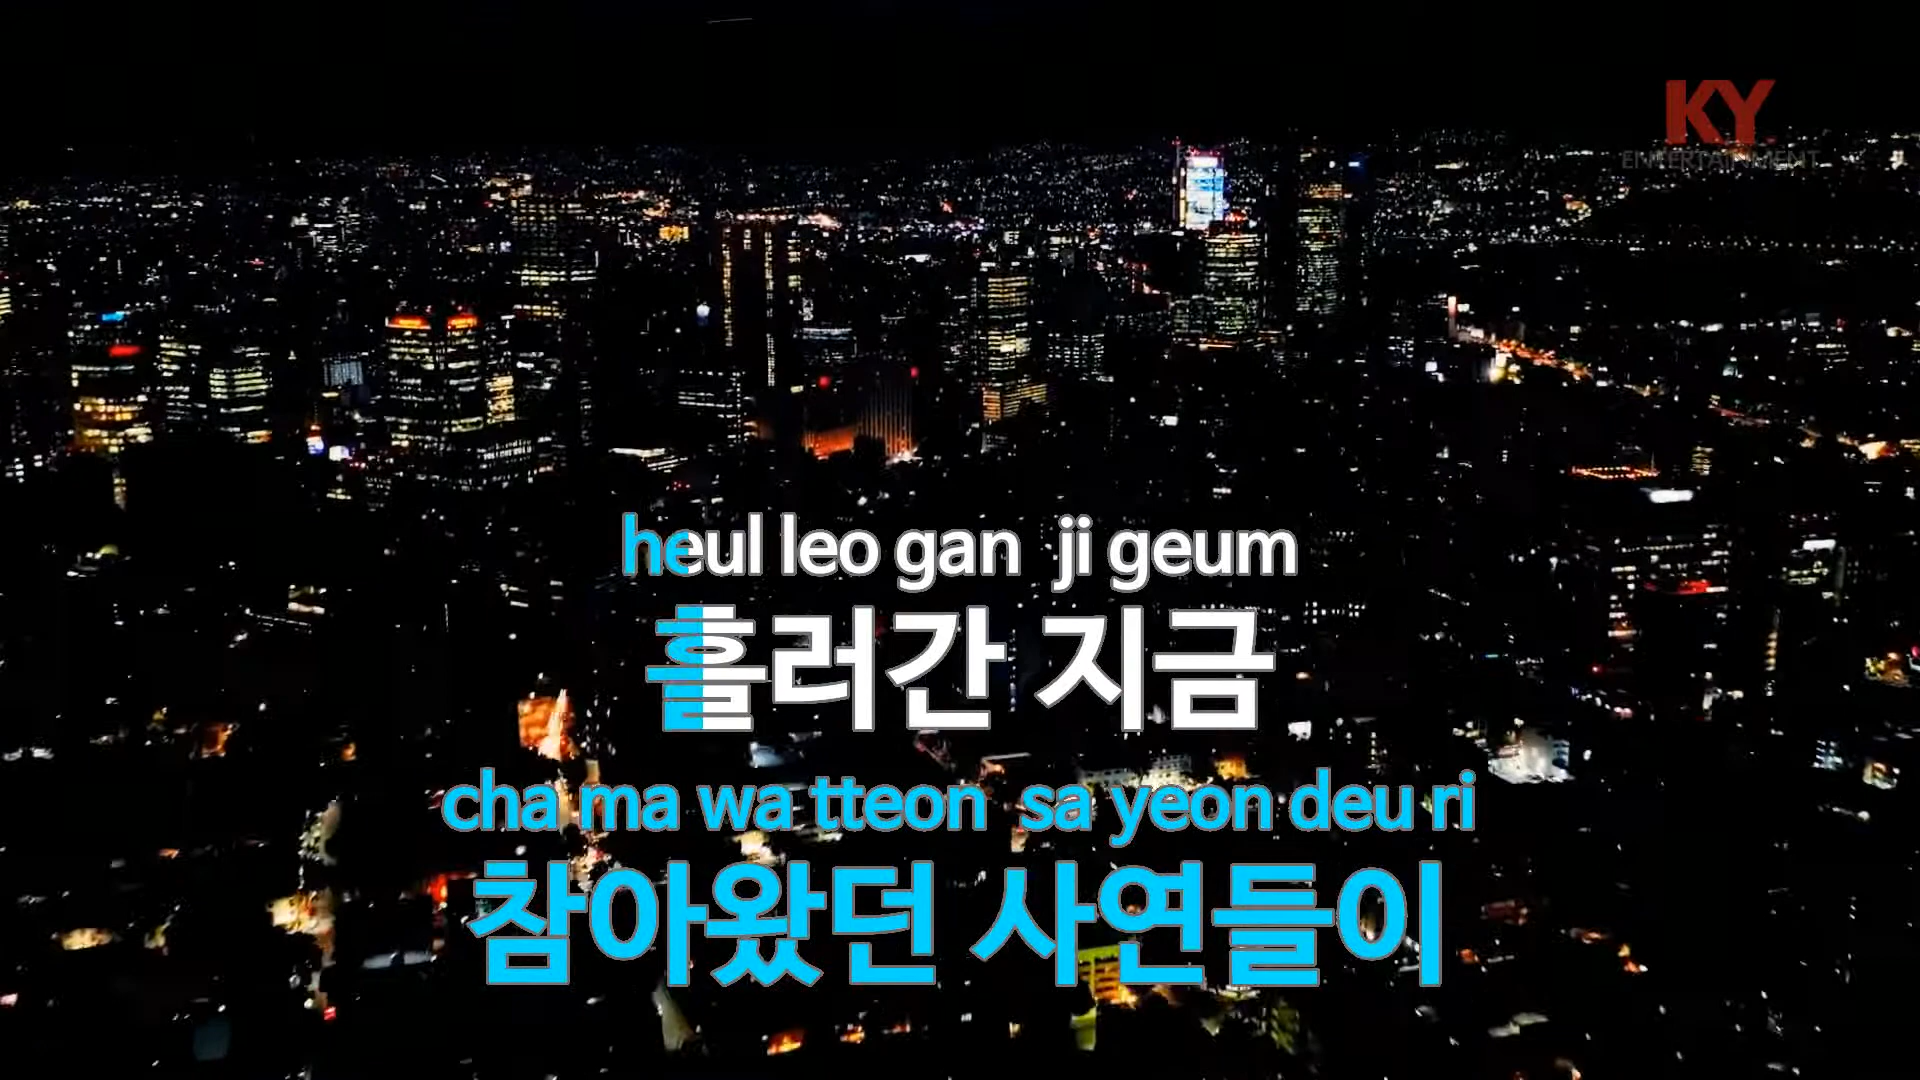 KY
ENTERTAINMENT
heul leo gan ji geum
흘러간 지금
cha ma wa tteon sa yeon deu ri
참아왔던 사연들이